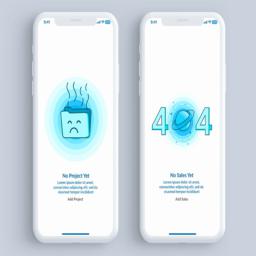 9:41
No Project Yet
Lorem ipsum dolor sit amet,
consectetur adipiscing elit, sed do eiusmod
tempor incididunt!
Add Project
9:41
404
No Sales Yet
Lorem ipsum dolor sit amet,
consectetur adipiscing elit, sed do eiusmod
tempor incididunt!
Add Sales